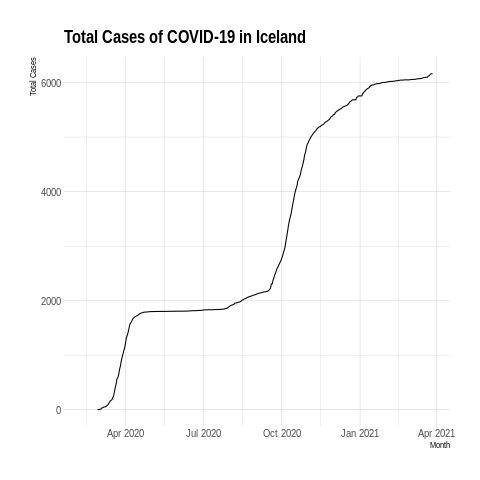 Total Cases of COVID-19 in Iceland
Total Cases
6000
4000
2000
0
Apr 2020 Jul 2020 Oct 2020 Jan 2021 Apr 2021
Month